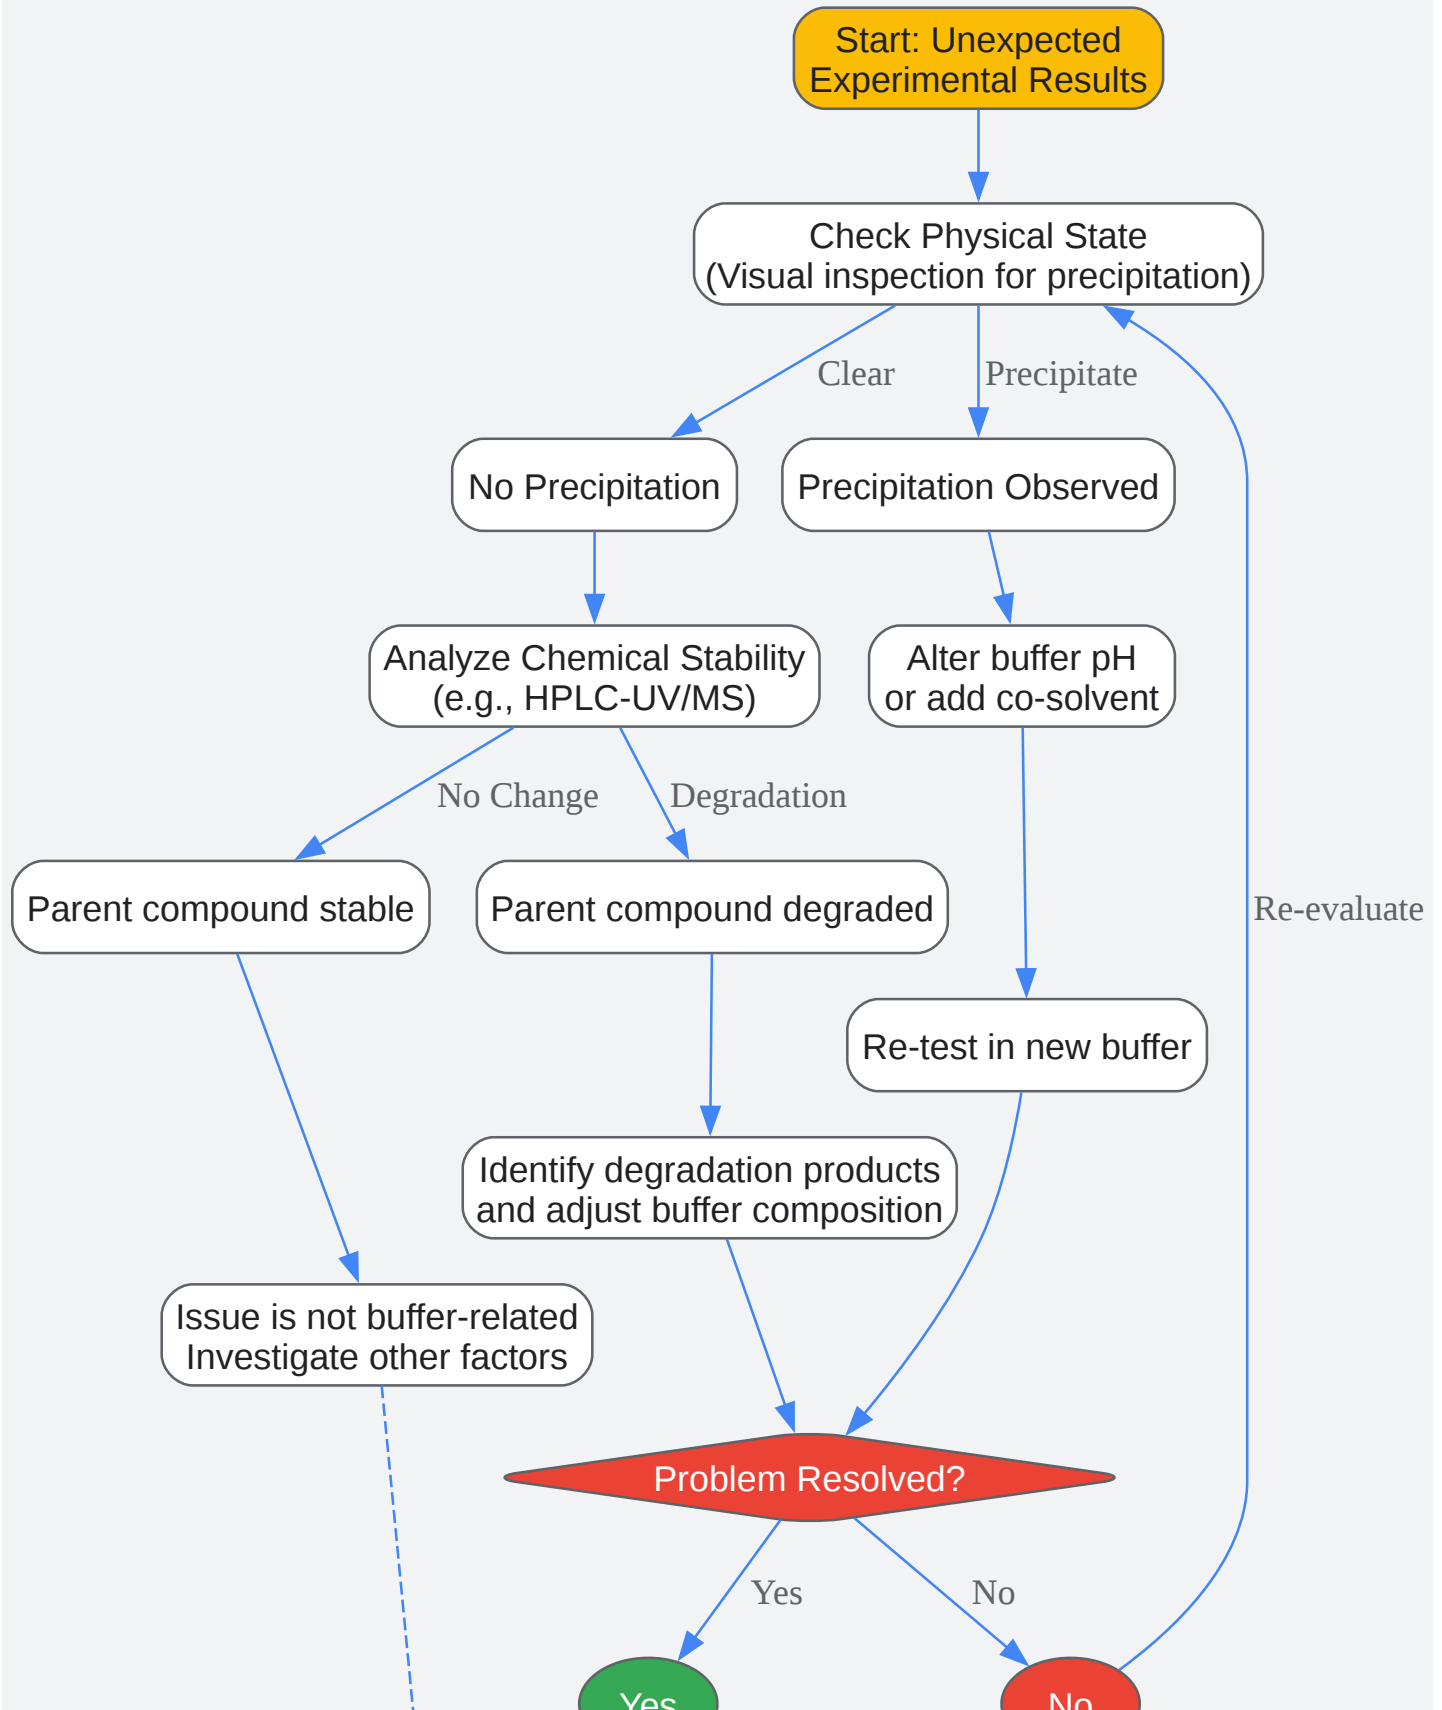 Start: Unexpected
Experimental Results
Check Physical State
(Visual inspection for precipitation)
Clear
Precipitate
No Precipitation
Precipitation Observed
Analyze Chemical Stability
(e.g., HPLC-UV/MS)
Alter buffer pH
or add co-solvent
No Change
Degradation
Parent compound stable
Parent compound degraded
Re-evaluate
Re-test in new buffer
Identify degradation products
and adjust buffer composition
Issue is not buffer-related
Investigate other factors
Problem Resolved?
Yes
No
Yes
No